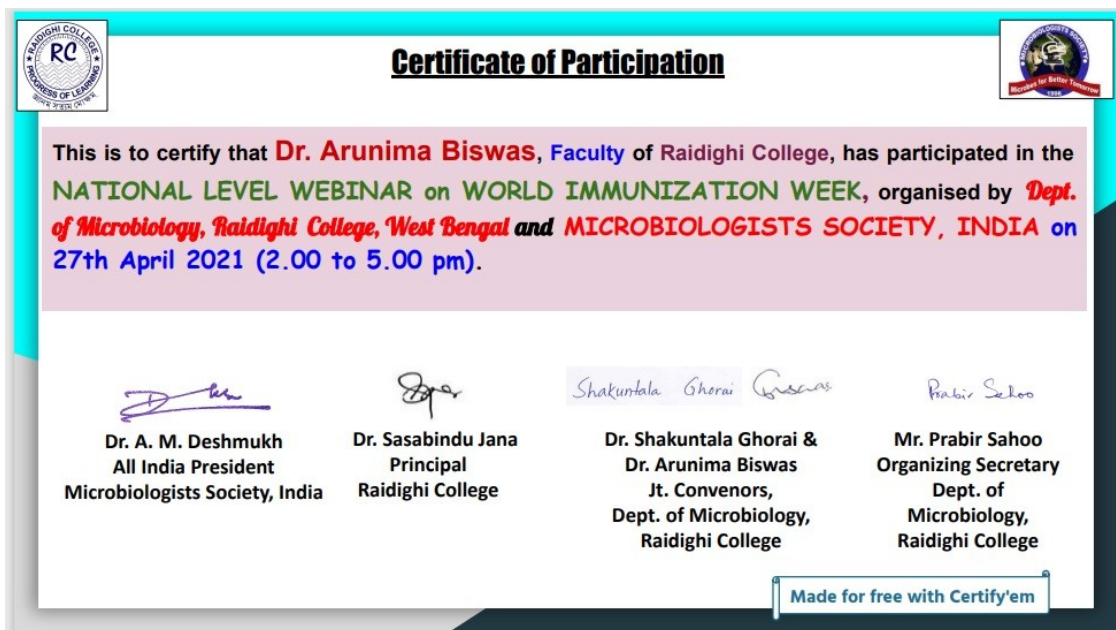 RAIDIGHI COLLEGE
RC
PROGRESS OF LEARNING
Certificate of Participation
MICROBIOLOGISTS SOCIETY
Microbes for Better Tomorrow
1996
This is to certify that Dr. Arunima Biswas, Faculty of Raidighi College, has participated in the
NATIONAL LEVEL WEBINAR on WORLD IMMUNIZATION WEEK, organised by Dept.
of Microbiology, Raidighi College, West Bengal and MICROBIOLOGISTS SOCIETY, INDIA on
27th April 2021 (2.00 to 5.00 pm).
Shakuntala Ghorai
Prabir Sahoo
Dr. A. M. Deshmukh
All India President
Microbiologists Society, India
Dr. Sasabindu Jana
Principal
Raidighi College
Dr. Shakuntala Ghorai &
Dr. Arunima Biswas
Jt. Convenors,
Dept. of Microbiology,
Raidighi College
Mr. Prabir Sahoo
Organizing Secretary
Dept. of
Microbiology,
Raidighi College
Made for free with Certify'em